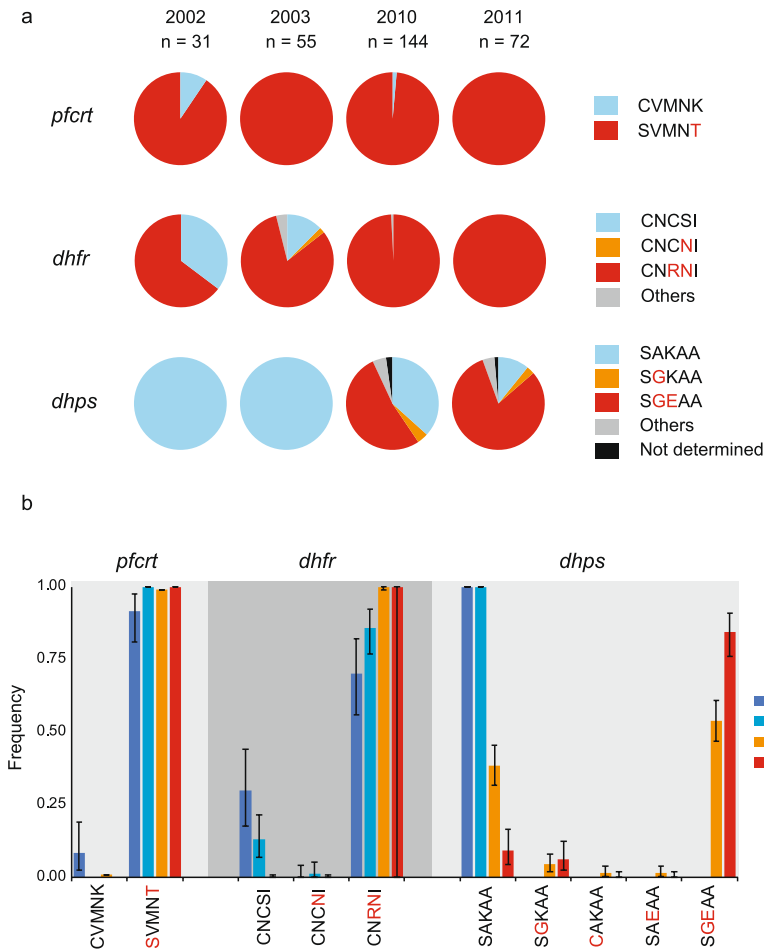 a
2002 2003 2010 2011
n = 31 n = 55 n = 144 n = 72
pfcrt
CVMNK
SVMNT
dhfr
CNCSI
CNCNI
CNRNI
Others
dhps
SAKAA
SGKAA
SGEAA
Others
Not determined
b
pfcrt dhfr dhps
Frequency
1.00
0.75
0.50
0.25
0.00
CVMNK SVMNT CNCSI CNCNI CNRNI SAKAA SGKAA CAKAA SAEAA SGEAA